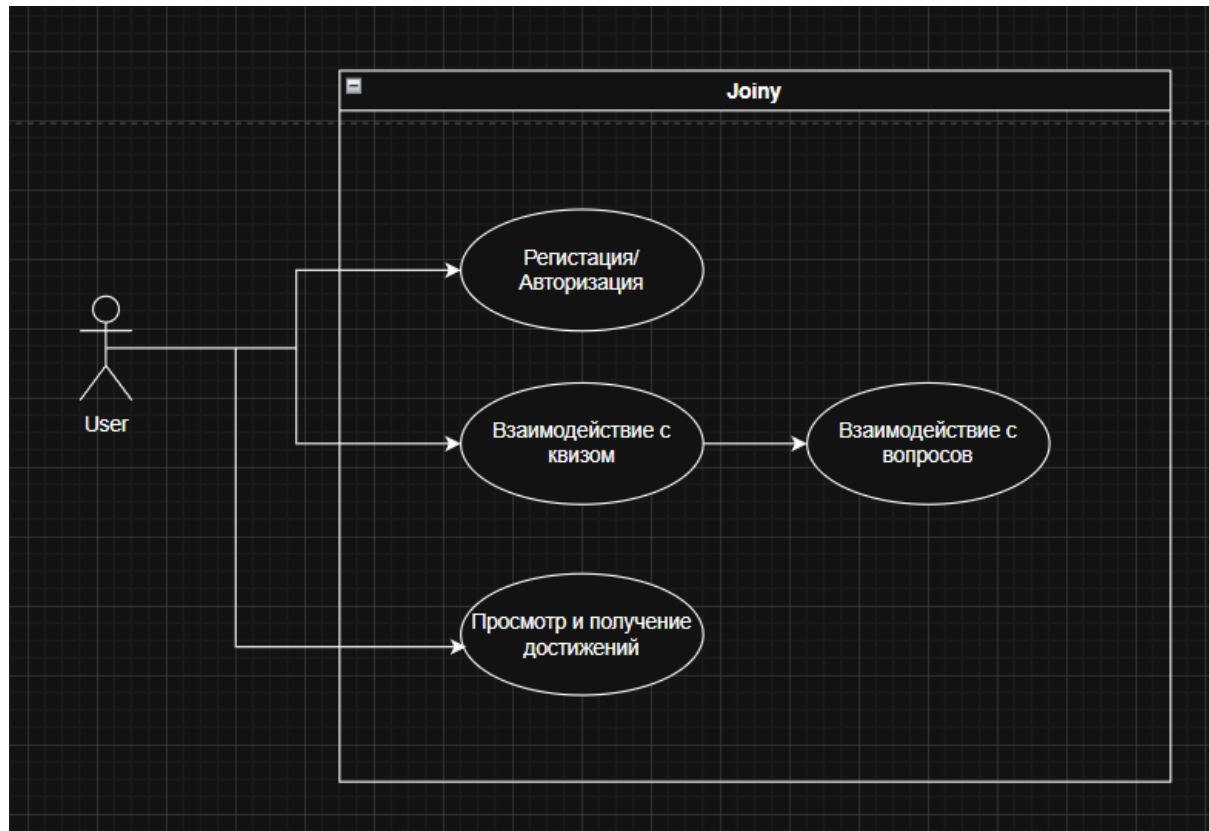 Joiny
Регистация/
Авторизация
User
Взаимодействие с
квизом
Взаимодействие с
вопросов
Просмотр и получение
достижений